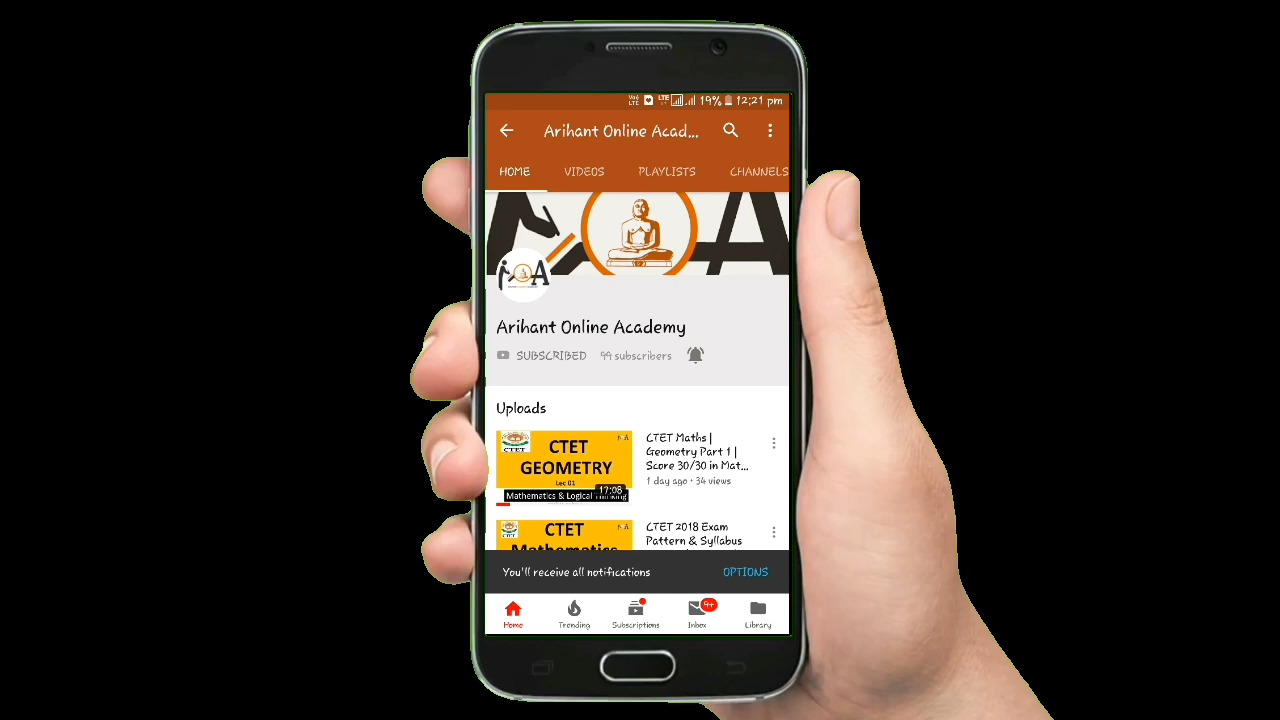 19% 12:21 pm
Arihant Online Acad...
HOME VIDEOS PLAYLISTS CHANNELS
A
A
Arihant Online Academy
SUBSCRIBED 99 subscribers
Uploads
CTET
CTET
GEOMETRY
Lec 01
Mathematics & Logical
17:08
CTET Maths |
Geometry Part 1 |
Score 30/30 in Mat...
1 day ago • 34 views
CTET
Mathematics
CTET 2018 Exam
Pattern & Syllabus
You'll receive all notifications OPTIONS
Home Trending Subscriptions 9+ Inbox Library